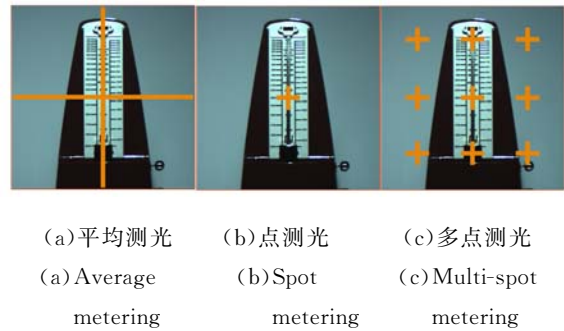 (a)平均测光 (b)点测光 (c)多点测光
(a)Average (b)Spot (c)Multi-spot
metering metering metering